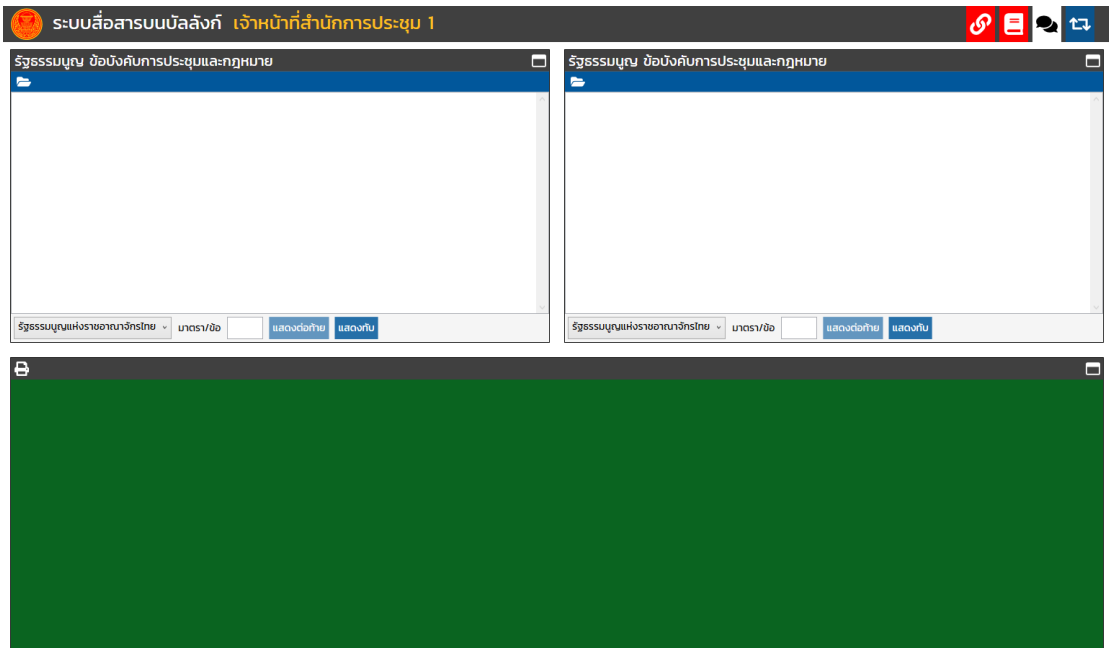 ระบบสื่อสารบนบัลลังก์ เจ้าหน้าที่สำนักการประชุม 1
รัฐธรรมนูญ ข้อบังคับการประชุมและกฎหมาย
รัฐธรรมนูญแห่งราชอาณาจักรไทย มาตรา/ข้อ แสดงต่อท้าย แสดงทับ
รัฐธรรมนูญ ข้อบังคับการประชุมและกฎหมาย
รัฐธรรมนูญแห่งราชอาณาจักรไทย มาตรา/ข้อ แสดงต่อท้าย แสดงทับ